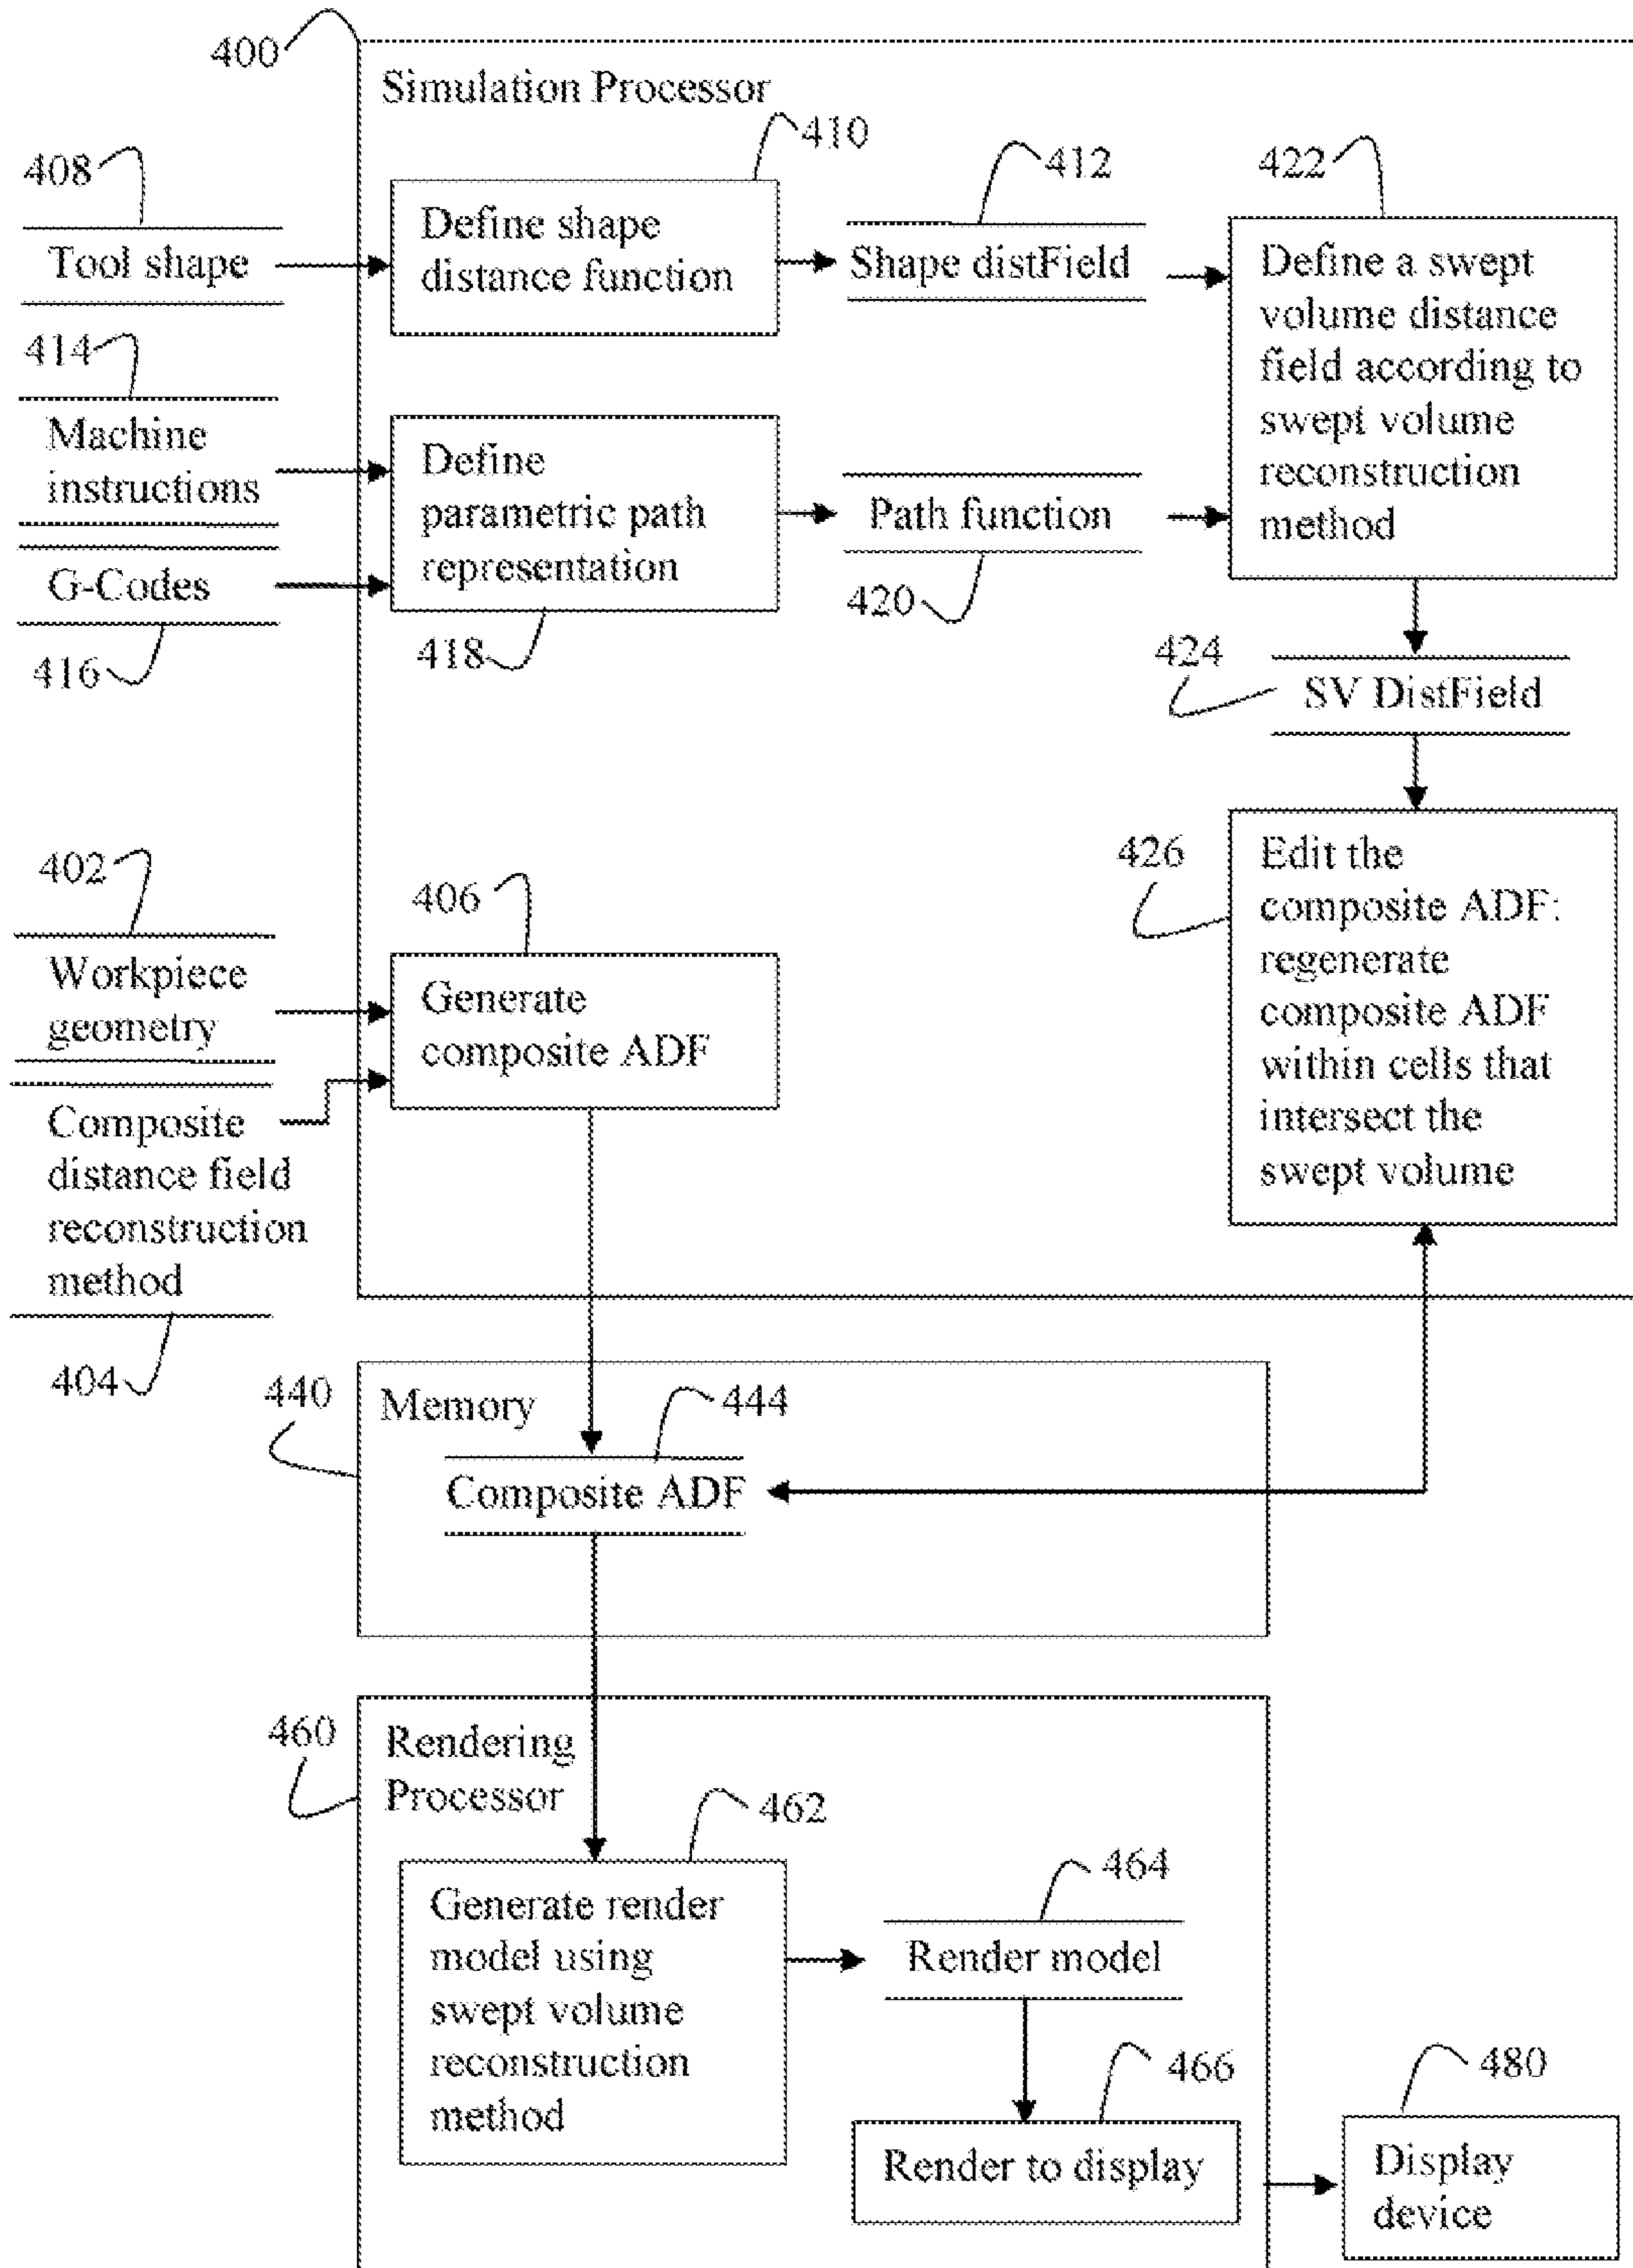 400
Simulation Processor
410
408
412
422
Tool shape
Define shape
distance function
Shape distField
Define a swept
volume distance
field according to
swept volume
reconstruction
method
414
Machine
instructions
G-Codes
416
Define
parametric path
representation
418
Path function
420
424
SV DistField
402
406
426
Edit the
composite ADF:
regenerate
composite ADF
within cells that
intersect the
swept volume
Workpiece
geometry
Generate
composite ADF
Composite
distance field
reconstruction
method
404
440
Memory
444
Composite ADF
460
Rendering
Processor
462
464
Generate render
model using
swept volume
reconstruction
method
Render model
466
480
Render to display
Display
device